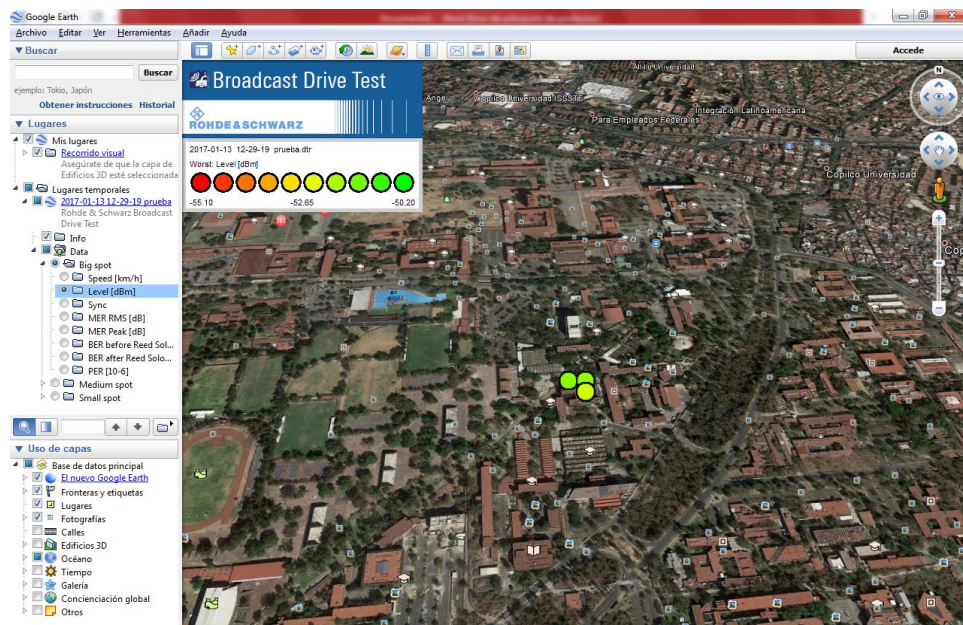 Google Earth
Archivo Editar Ver Herramientas Añadir Ayuda
Buscar
Accede
Buscar
ejemplo: Tokio, Japón
Obtener instrucciones Historial
Lugares
Mis lugares
Recorrido visual
Asegúrate de que la capa de
Edificios 3D esté seleccionada
Lugares temporales
2017-01-13 12-29-19 prueba
Rohde & Schwarz Broadcast
Drive Test
Info
Data
Big spot
Speed [km/h]
Level [dBm]
Sync
MER RMS [dB]
MER Peak [dB]
BER before Reed Sol...
BER after Reed Solo...
PER [10-6]
Medium spot
Small spot
Uso de capas
Base de datos principal
El nuevo Google Earth
Fronteras y etiquetas
Lugares
Fotografías
Calles
Edificios 3D
Océano
Tiempo
Galería
Concienciación global
Otros
Broadcast Drive Test
ROHDE & SCHWARZ
2017-01-13 12-29-19 prueba.dtr
Worst: Level [dBm]
-55.10 -52.65 -50.20
N
Altillo Universidad
Angel
Copilco Universidad ISSSTE
Integración Latinoamericana
Para Empleados Federales
Copilco Universidad
Cop